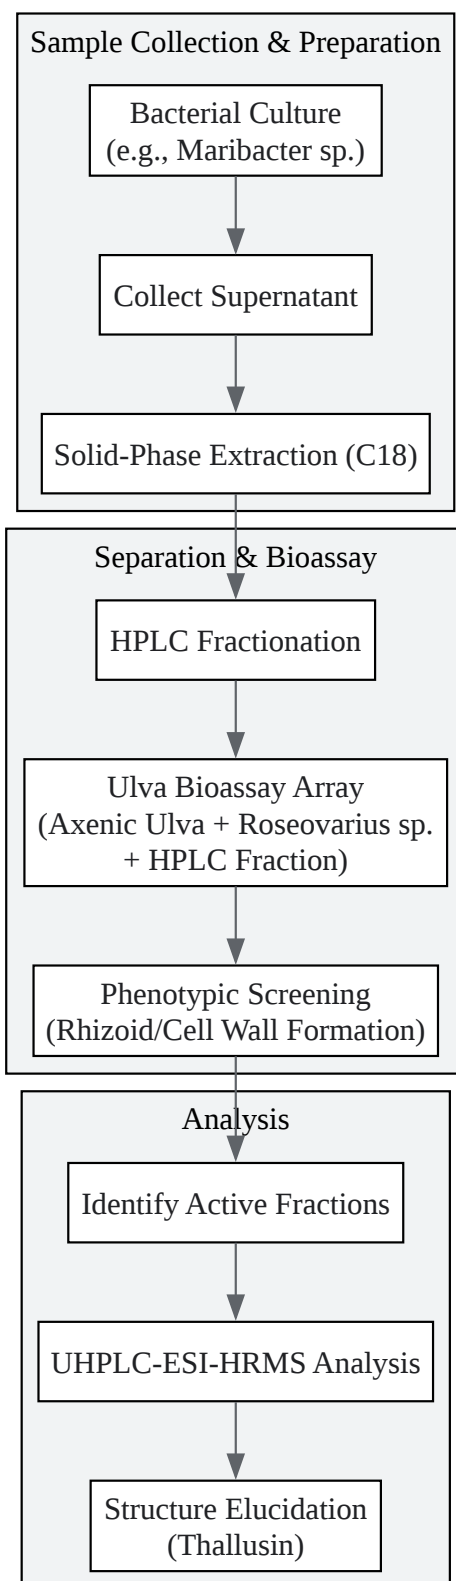 Sample Collection & Preparation
Bacterial Culture
(e.g., Maribacter sp.)
Collect Supernatant
Solid-Phase Extraction (C18)
Separation & Bioassay
HPLC Fractionation
Ulva Bioassay Array
(Axenic Ulva + Roseovarius sp.
+ HPLC Fraction)
Phenotypic Screening
(Rhizoid/Cell Wall Formation)
Analysis
Identify Active Fractions
UHPLC-ESI-HRMS Analysis
Structure Elucidation
(Thallusin)